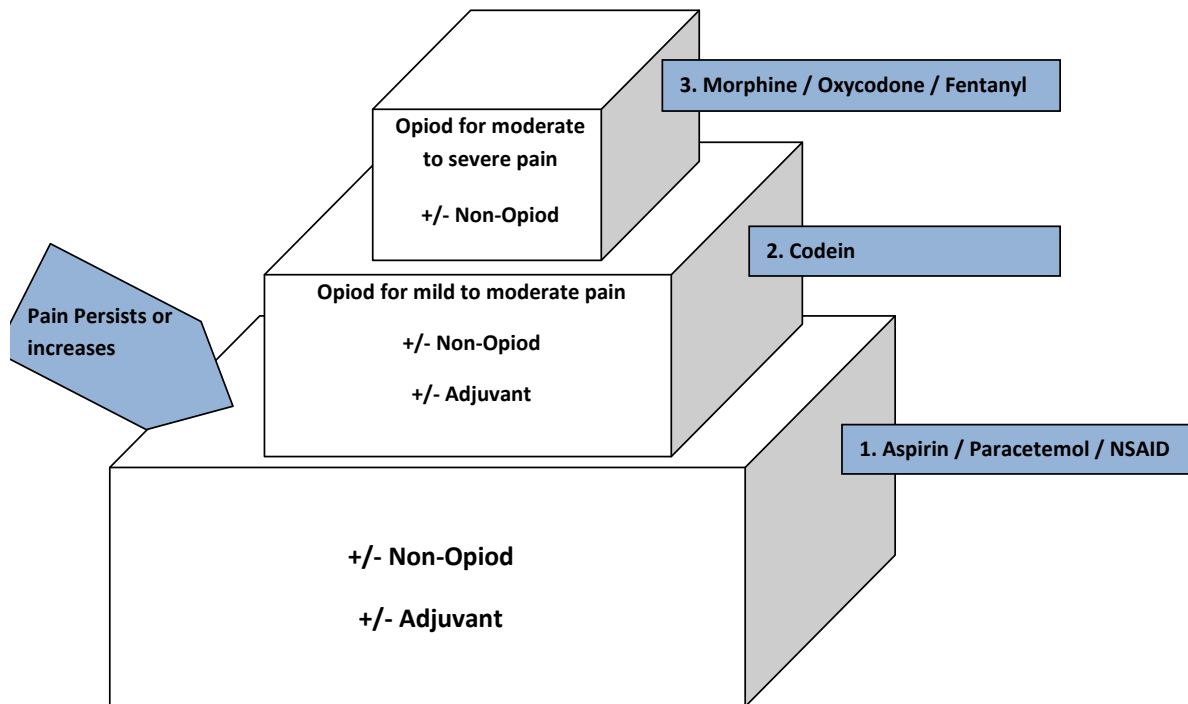 3. Morphine / Oxycodone / Fentanyl
Opiod for moderate
to severe pain
+/- Non-Opiod
2. Codein
Opiod for mild to moderate pain
+/- Non-Opiod
+/- Adjuvant
Pain Persists or
increases
1. Aspirin / Paracetemol / NSAID
+/- Non-Opiod
+/- Adjuvant